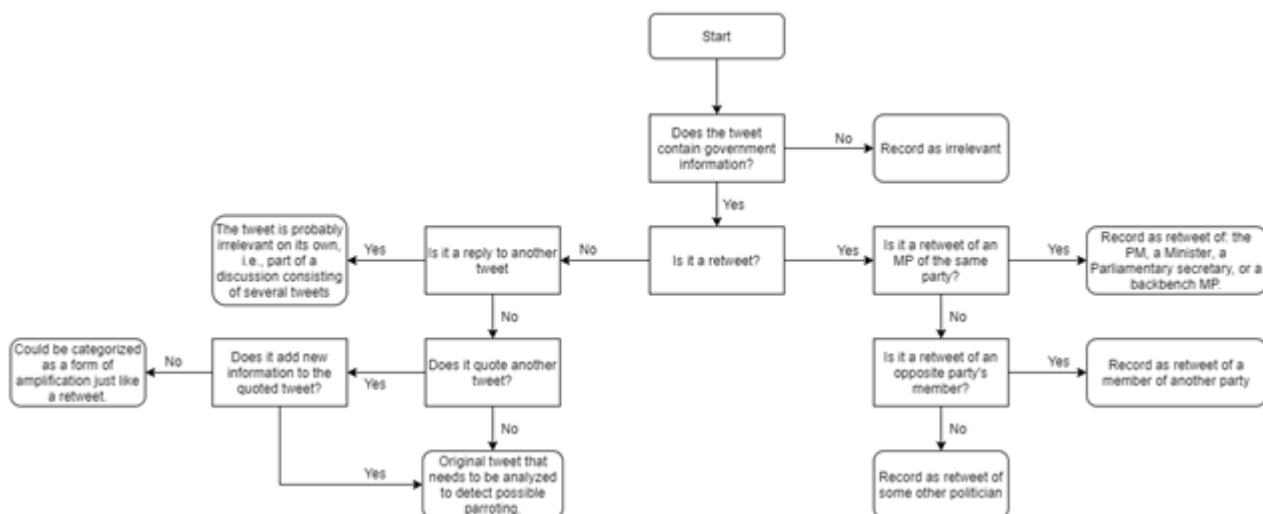 Start
Does the tweet
contain government
information?
No
Record as irrelevant
Yes
The tweet is probably
irrelevant on its own,
i.e., part of a
discussion consisting
of several tweets
Yes
Is it a reply to another
tweet
No
Is it a retweet?
Yes
Is it a retweet of an
MP of the same
party?
Yes
Record as retweet of: the
PM, a Minister, a
Parliamentary secretary, or a
backbench MP.
No
No
Could be categorized
as a form of
amplification just like
a retweet.
No
Does it add new
information to the
quoted tweet?
Yes
Does it quote another
tweet?
Is it a retweet of an
opposite party's
member?
Yes
Record as retweet of a
member of another party
No
No
Yes
Original tweet that
needs to be analyzed
to detect possible
parroting.
Record as retweet of
some other politician